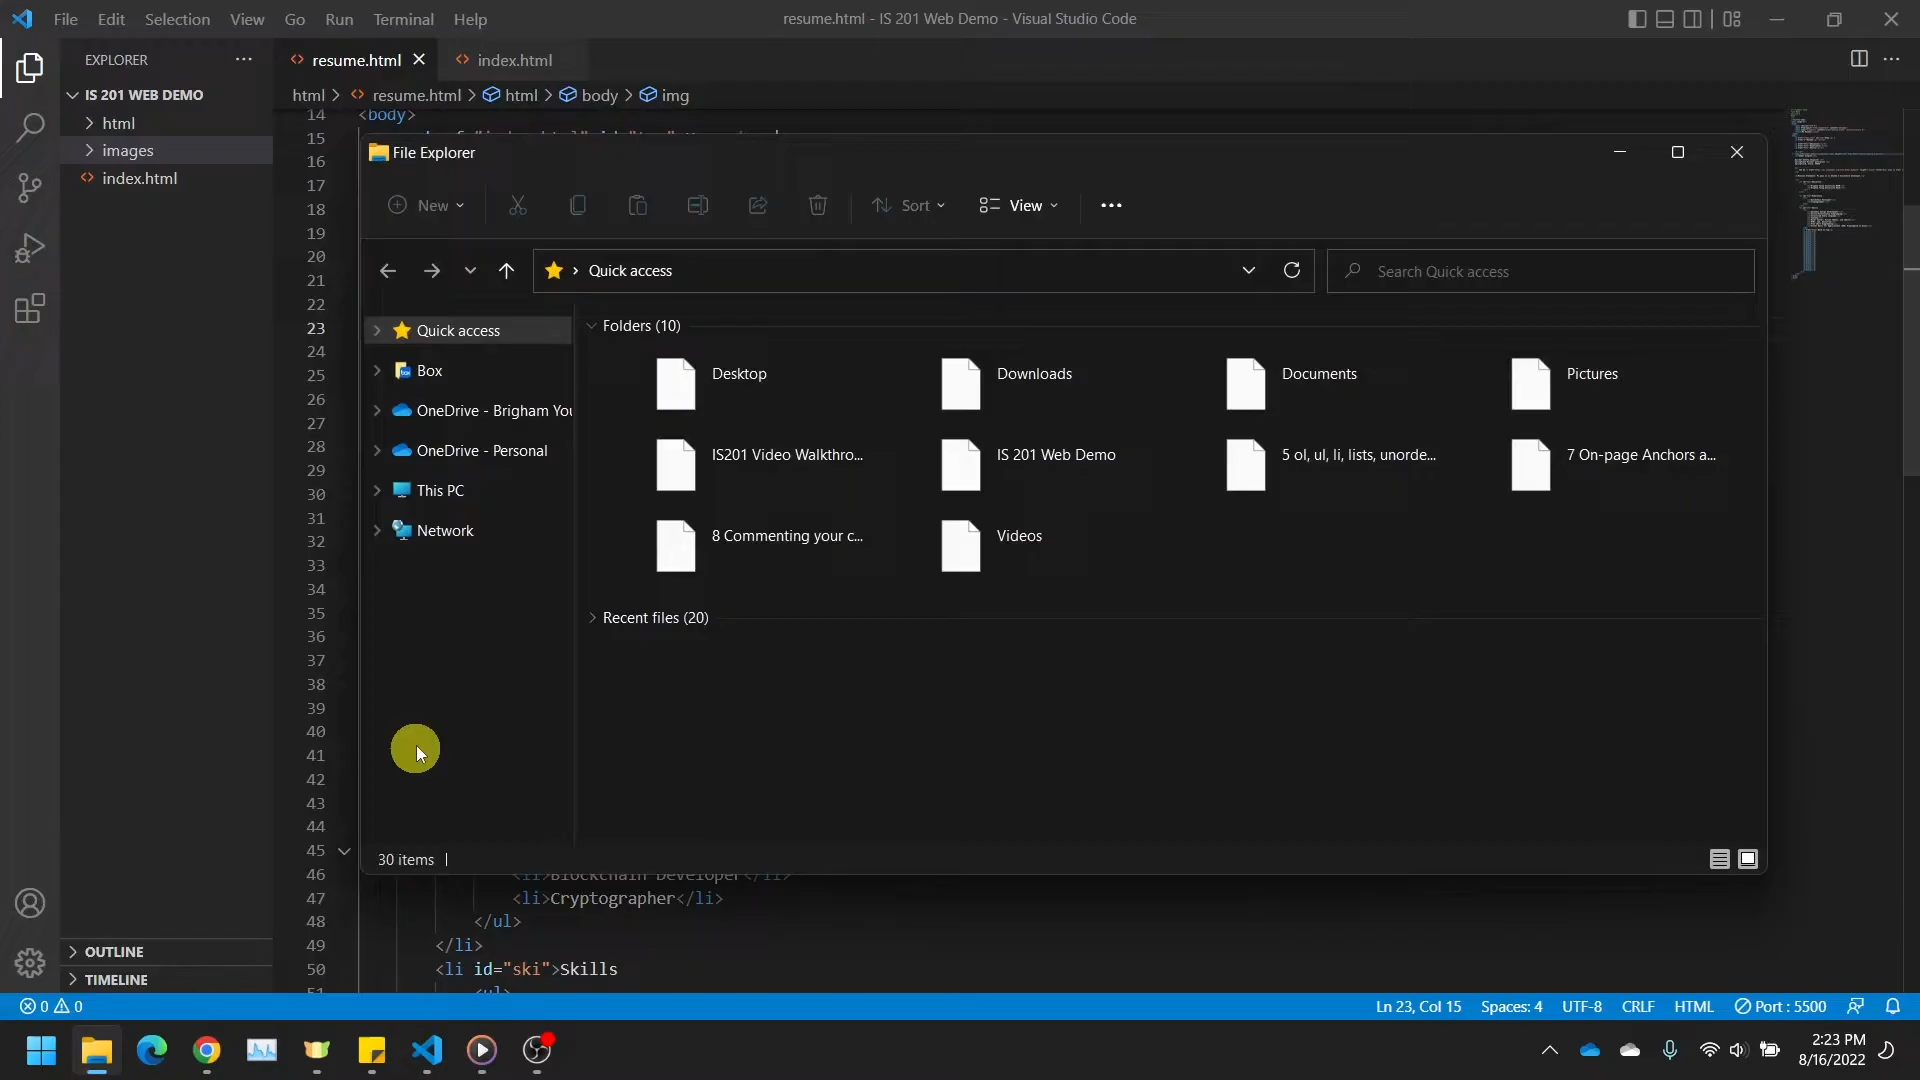 File Edit Selection View Go Run Terminal Help
resume.html - IS 201 Web Demo - Visual Studio Code
EXPLORER
IS 201 WEB DEMO
html
images
index.html
OUTLINE
TIMELINE
resume.html index.html
html resume.html html body img
14 <body>
15
16
17
18
19
20
21
22
23
24
25
26
27
28
29
30
31
32
33
34
35
36
37
38
39
40
41
42
43
44
45
46 <li>Blockchain Developer</li>
47 <li>Cryptographer</li>
48 </ul>
49 </li>
50 <li id="ski">Skills
51 <ul>
File Explorer
New Sort View
Quick access
Search Quick access
Quick access
Box
OneDrive - Brigham You
OneDrive - Personal
This PC
Network
Folders (10)
Desktop Downloads Documents Pictures
IS201 Video Walkthro... IS 201 Web Demo 5 ol, ul, li, lists, unorde... 7 On-page Anchors a...
8 Commenting your c... Videos
Recent files (20)
30 items
0 0 Ln 23, Col 15 Spaces: 4 UTF-8 CRLF HTML Port : 5500
2:23 PM
8/16/2022